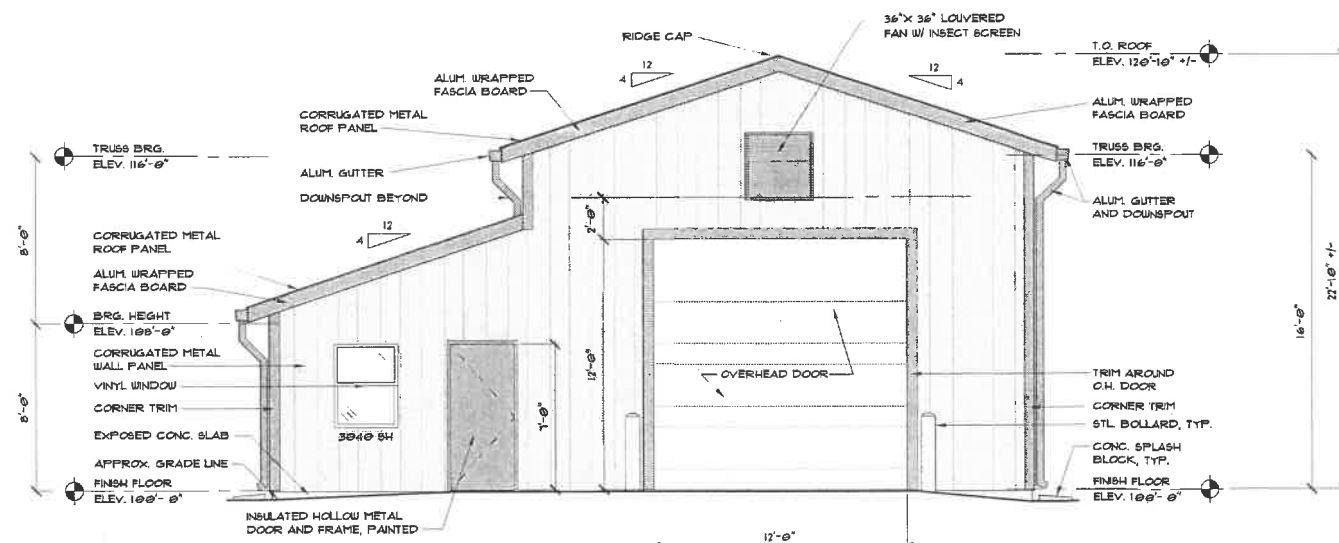 36"X 36" LOUVERED
FAN W/ INSECT SCREEN
RIDGE CAP
T.O. ROOF
ELEV. 120'-10" +/-
12
4
12
4
ALUM. WRAPPED
FASCIA BOARD
ALUM. WRAPPED
FASCIA BOARD
CORRUGATED METAL
ROOF PANEL
TRUSS BRG.
ELEV. 116'-0"
TRUSS BRG.
ELEV. 116'-0"
ALUM. GUTTER
DOWNSPOUT BEYOND
ALUM. GUTTER
AND DOWNSPOUT
12
4
2'-0"
8'-0"
CORRUGATED METAL
ROOF PANEL
ALUM. WRAPPED
FASCIA BOARD
22'-10" +/-
16'-0"
BRG. HEIGHT
ELEV. 108'-0"
CORRUGATED METAL
WALL PANEL
VINYL WINDOW
CORNER TRIM
EXPOSED CONC. SLAB
APPROX. GRADE LINE
FINISH FLOOR
ELEV. 100'- 0"
8'-0"
3040 SH
7'-0"
12'-0"
OVERHEAD DOOR
TRIM AROUND
O.H. DOOR
CORNER TRIM
STL. BOLLARD, TYP.
CONC. SPLASH
BLOCK, TYP.
FINISH FLOOR
ELEV. 100'- 0"
INSULATED HOLLOW METAL
DOOR AND FRAME, PAINTED
12'-0"